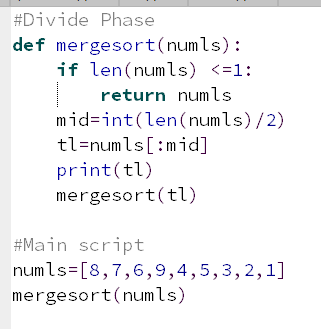 #Divide Phase
def mergesort(numls):
    if len(numls) <=1:
        return numls
    mid=int(len(numls)/2)
    tl=numls[:mid]
    print(tl)
    mergesort(tl)

#Main script
numls=[8,7,6,9,4,5,3,2,1]
mergesort(numls)